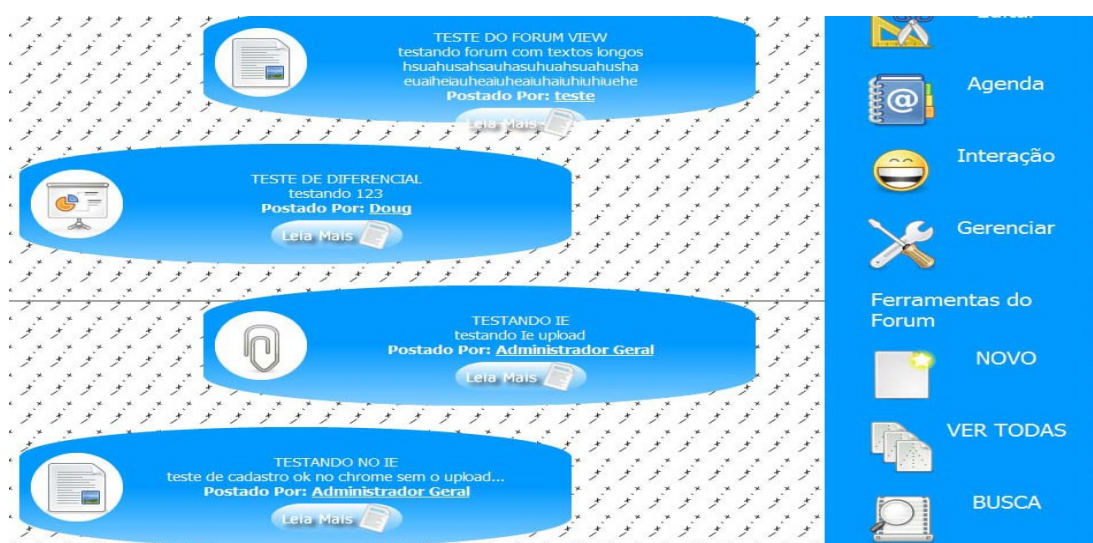 TESTE DO FORUM VIEW
testando forum com textos longos
hsuahusahsauhasuhuahsuahusha
euaiheiauheaiuheaiuhaiuhiuhiuehe
Postado Por: teste
Leia Mais
TESTE DE DIFERENCIAL
testando 123
Postado Por: Doug
Leia Mais
TESTANDO IE
testando Ie upload
Postado Por: Administrador Geral
Leia Mais
TESTANDO NO IE
teste de cadastro ok no chrome sem o upload...
Postado Por: Administrador Geral
Leia Mais
Editar
Agenda
Interação
Gerenciar
Ferramentas do
Forum
NOVO
VER TODAS
BUSCA